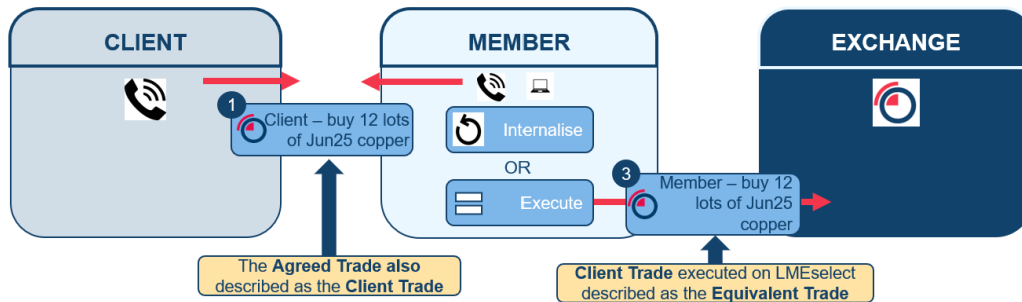 CLIENT
MEMBER
EXCHANGE
1
Client – buy 12 lots
of Jun25 copper
Internalise
OR
Execute
3
Member – buy 12
lots of Jun25
copper
The Agreed Trade also
described as the Client Trade
Client Trade executed on LMEselect
described as the Equivalent Trade